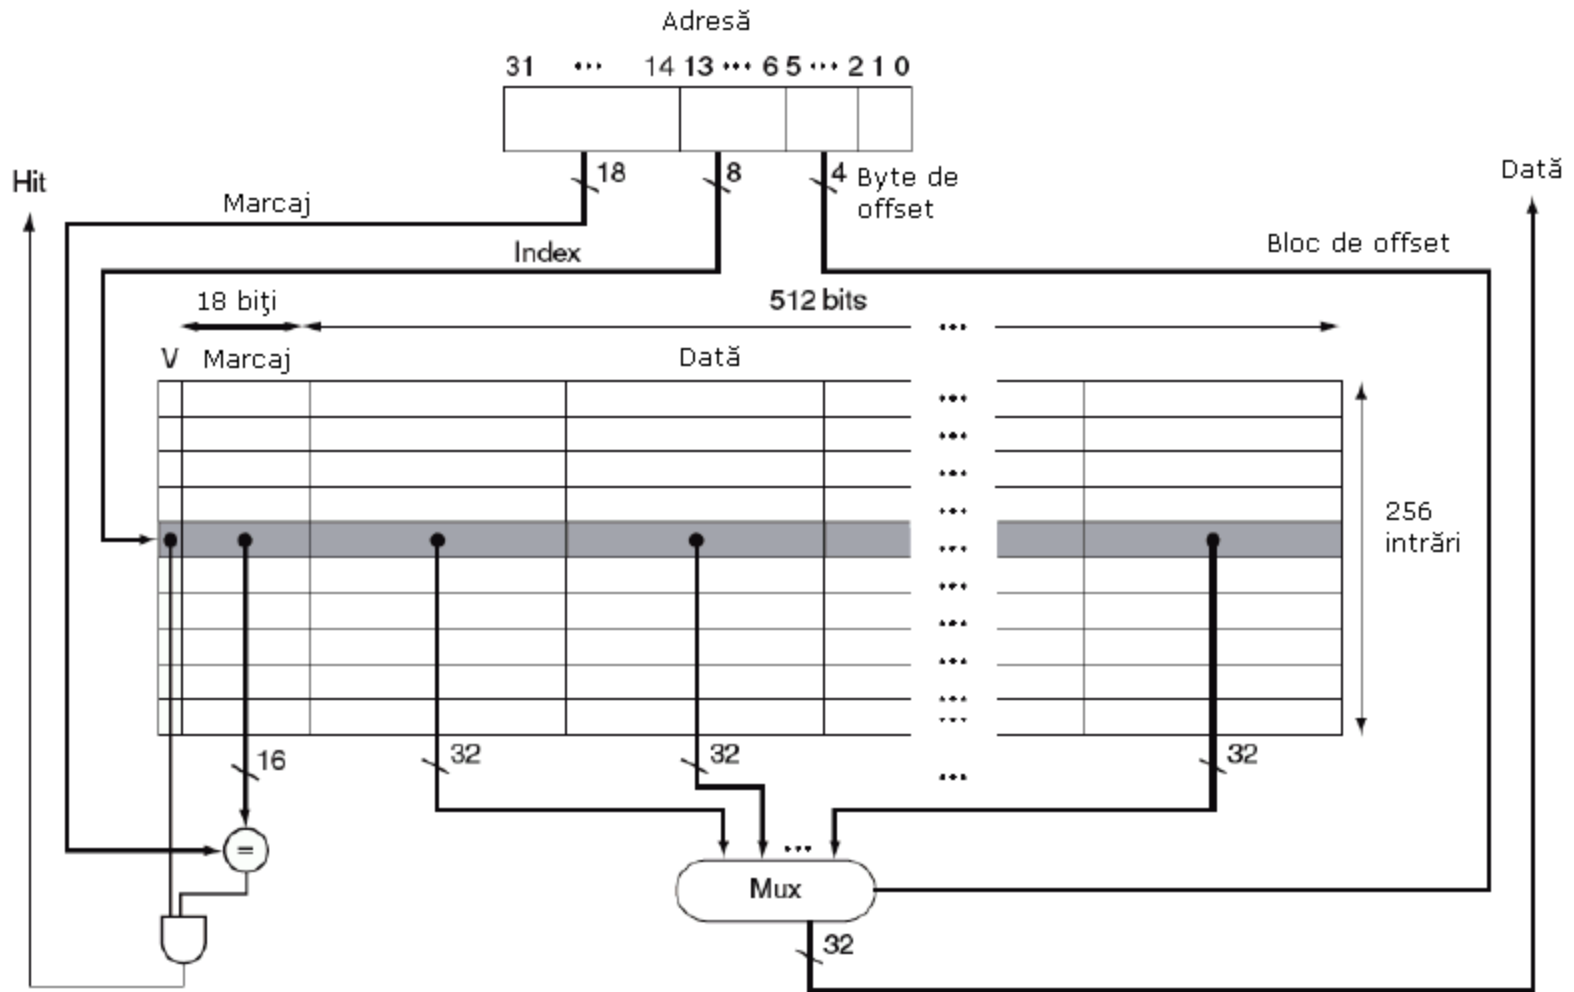 Adresă
31 ... 14 13 ... 6 5 ... 2 1 0
Hit
18
8
4
Byte de
offset
Dată
Marcaj
Index
Bloc de offset
18 biţi
512 bits
...
V
Marcaj
Dată
...
...
...
...
...
...
...
...
...
...
256
intrări
16
32
32
...
32
=
...
Mux
32